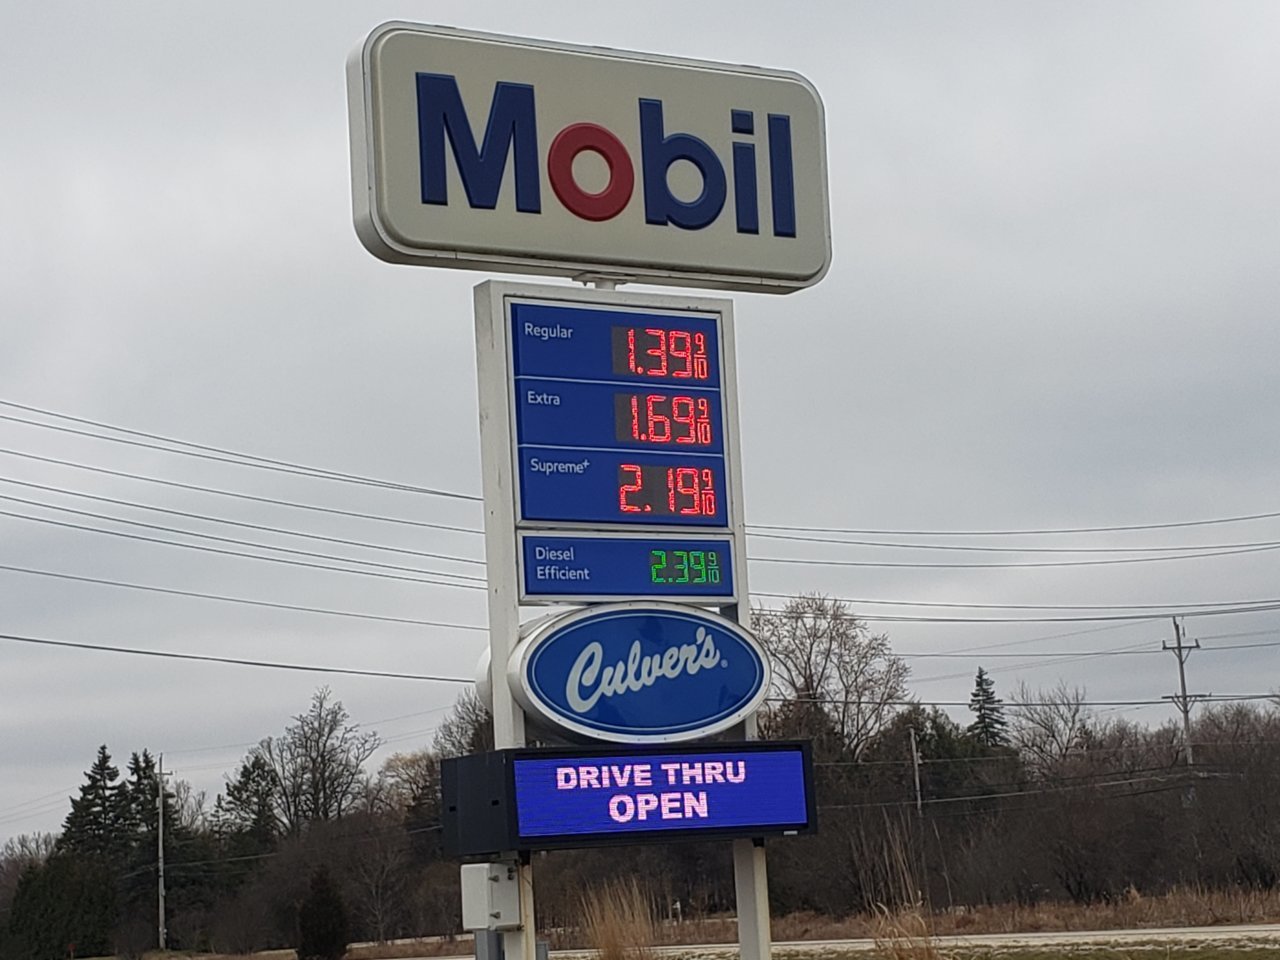 Mobil
Regular 1.39 9/10
Extra 1.69 9/10
Supreme+ 2.19 9/10
Diesel
Efficient 2.39 9/10
Culver's®
DRIVE THRU
OPEN